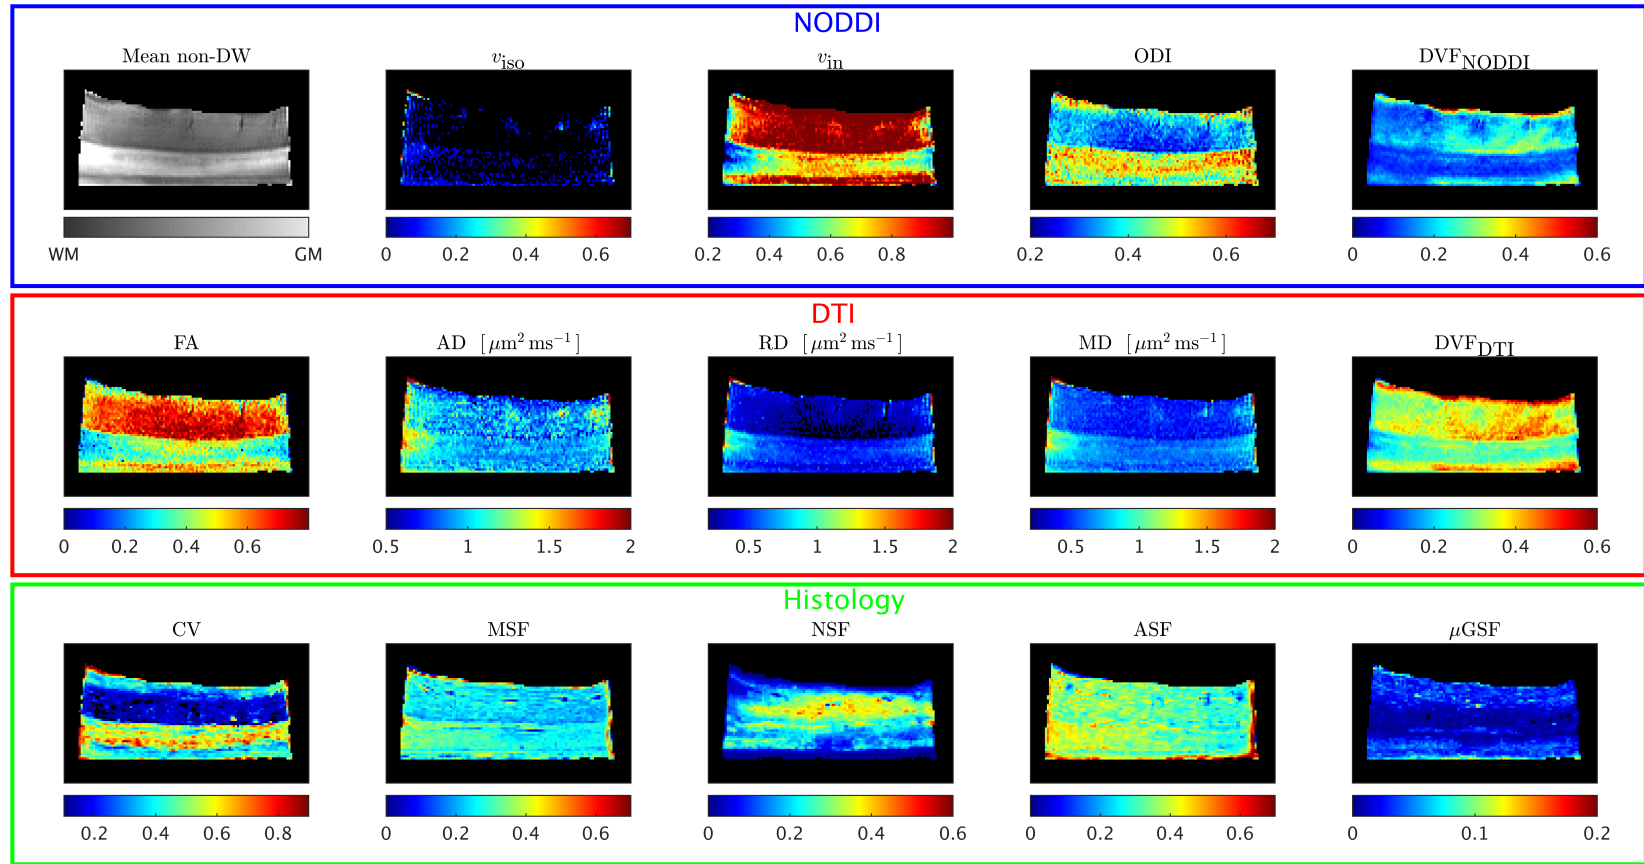 NODDI
Mean non-DW v_iso v_in ODI DVF_NODDI
WM GM 0 0.2 0.4 0.6 0.2 0.4 0.6 0.8 0.2 0.4 0.6 0 0.2 0.4 0.6
DTI
FA AD [μm² ms⁻¹] RD [μm² ms⁻¹] MD [μm² ms⁻¹] DVF_DTI
0 0.2 0.4 0.6 0.5 1 1.5 2 0.5 1 1.5 2 0.5 1 1.5 2 0 0.2 0.4 0.6
Histology
CV MSF NSF ASF μGSF
0.2 0.4 0.6 0.8 0 0.2 0.4 0.6 0 0.2 0.4 0.6 0 0.2 0.4 0.6 0 0.1 0.2